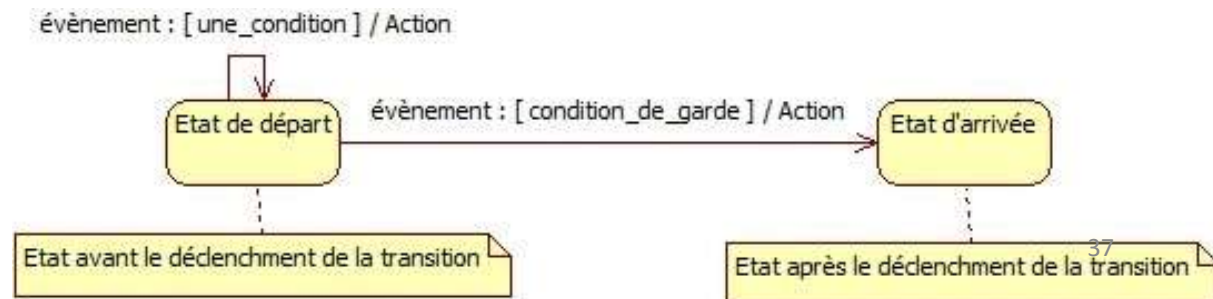 évènement : [ une_condition ] / Action
évènement : [ condition_de_garde ] / Action
Etat de départ
Etat d'arrivée
Etat avant le déclenchment de la transition
37
Etat après le déclenchment de la transition